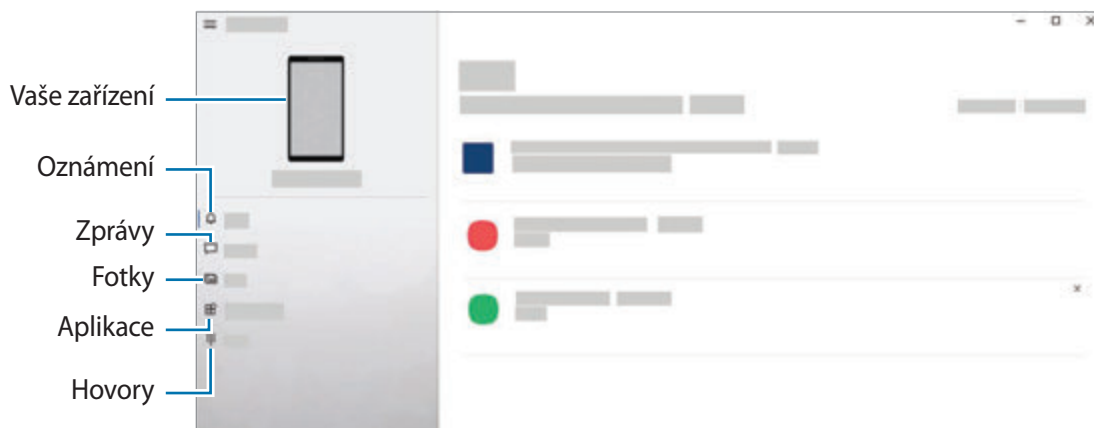 Vaše zařízení
Oznámení
Zprávy
Fotky
Aplikace
Hovory